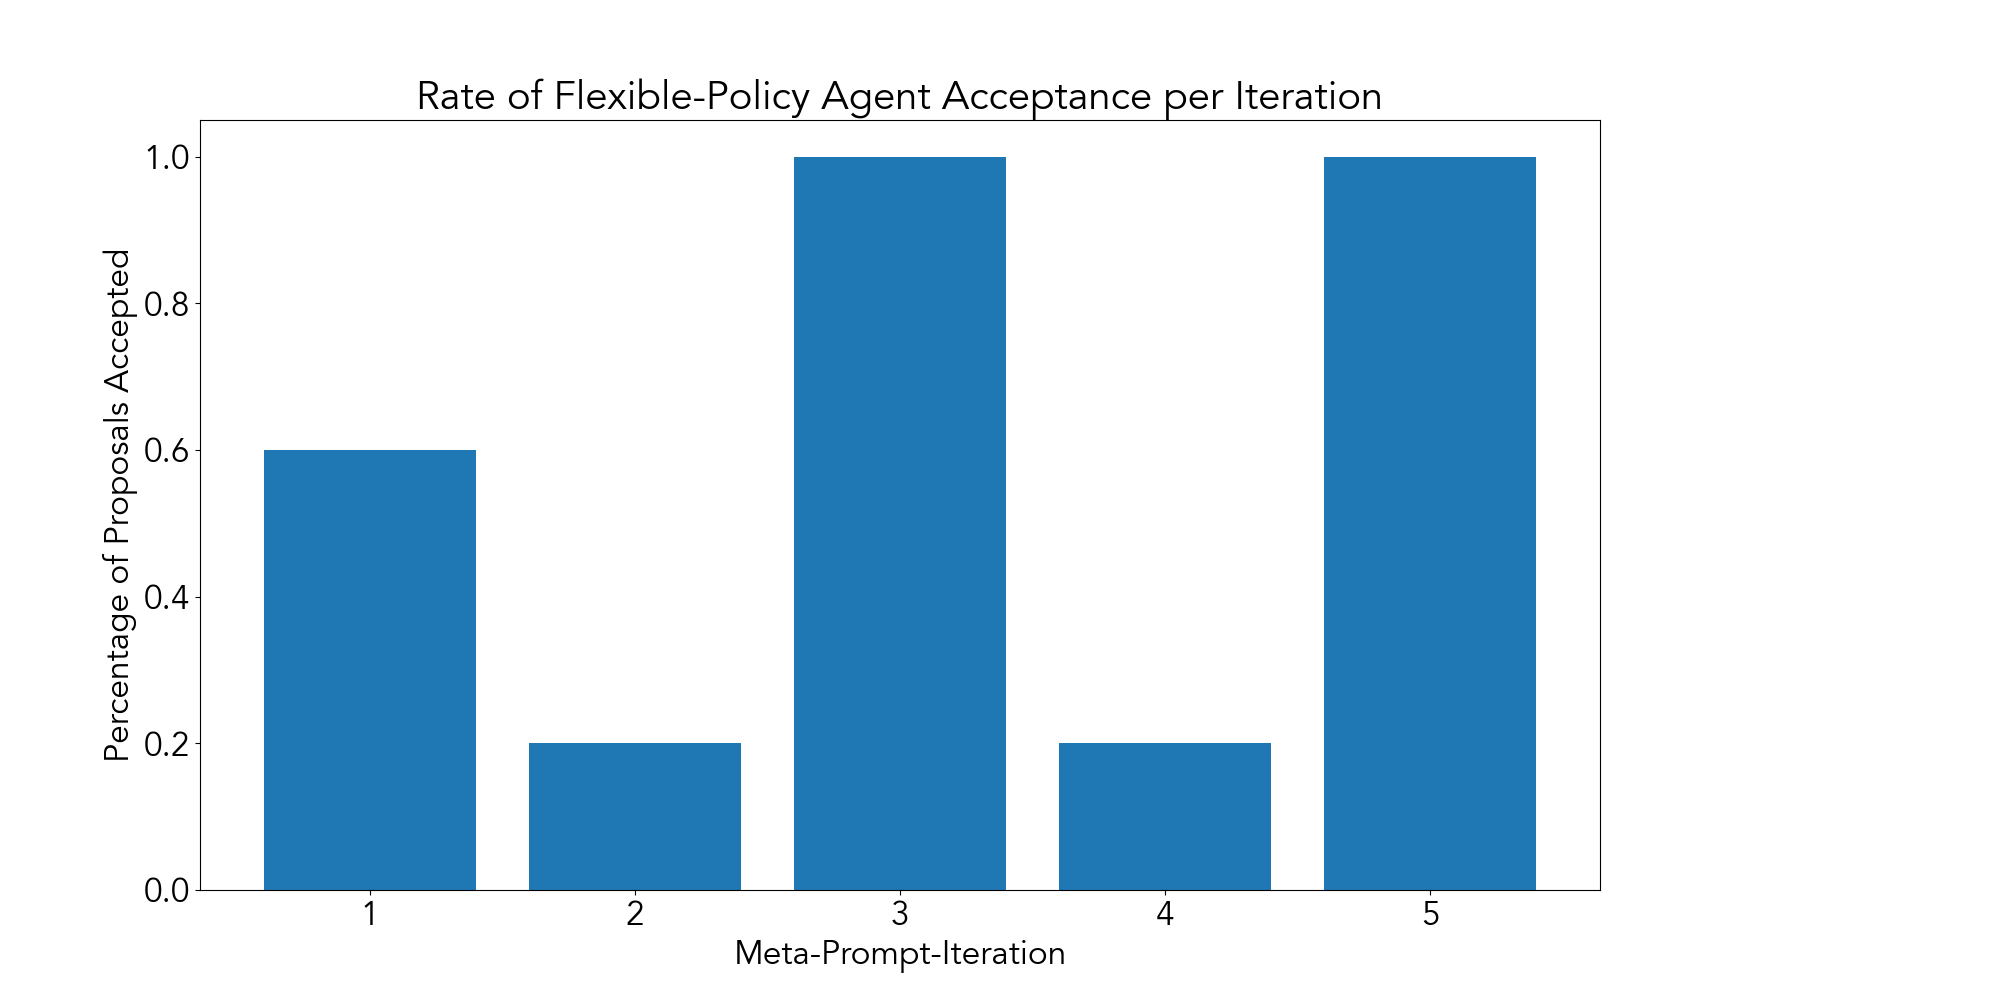 Rate of Flexible-Policy Agent Acceptance per Iteration
Percentage of Proposals Accepted
1.0
0.8
0.6
0.4
0.2
0.0
1 2 3 4 5
Meta-Prompt-Iteration